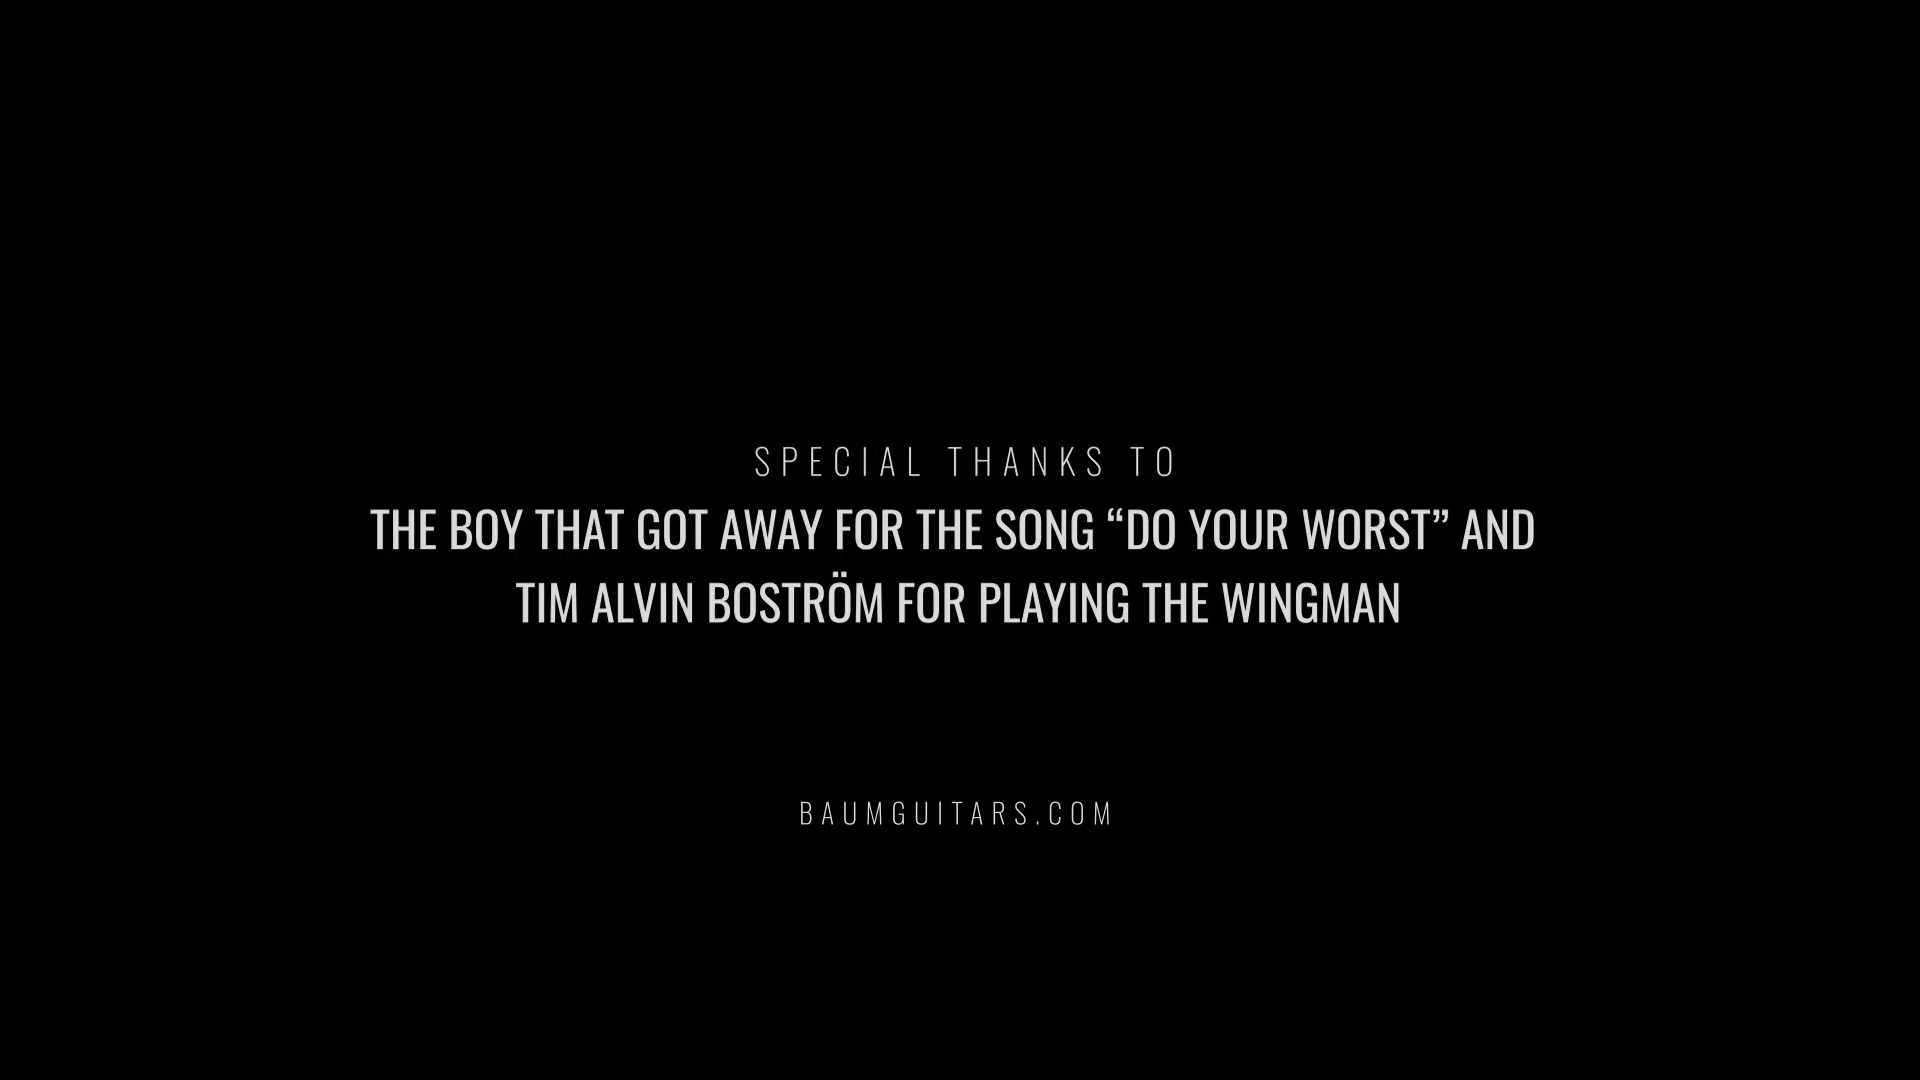 SPECIAL THANKS TO
THE BOY THAT GOT AWAY FOR THE SONG “DO YOUR WORST” AND
TIM ALVIN BOSTRÖM FOR PLAYING THE WINGMAN
BAUMGUITARS.COM